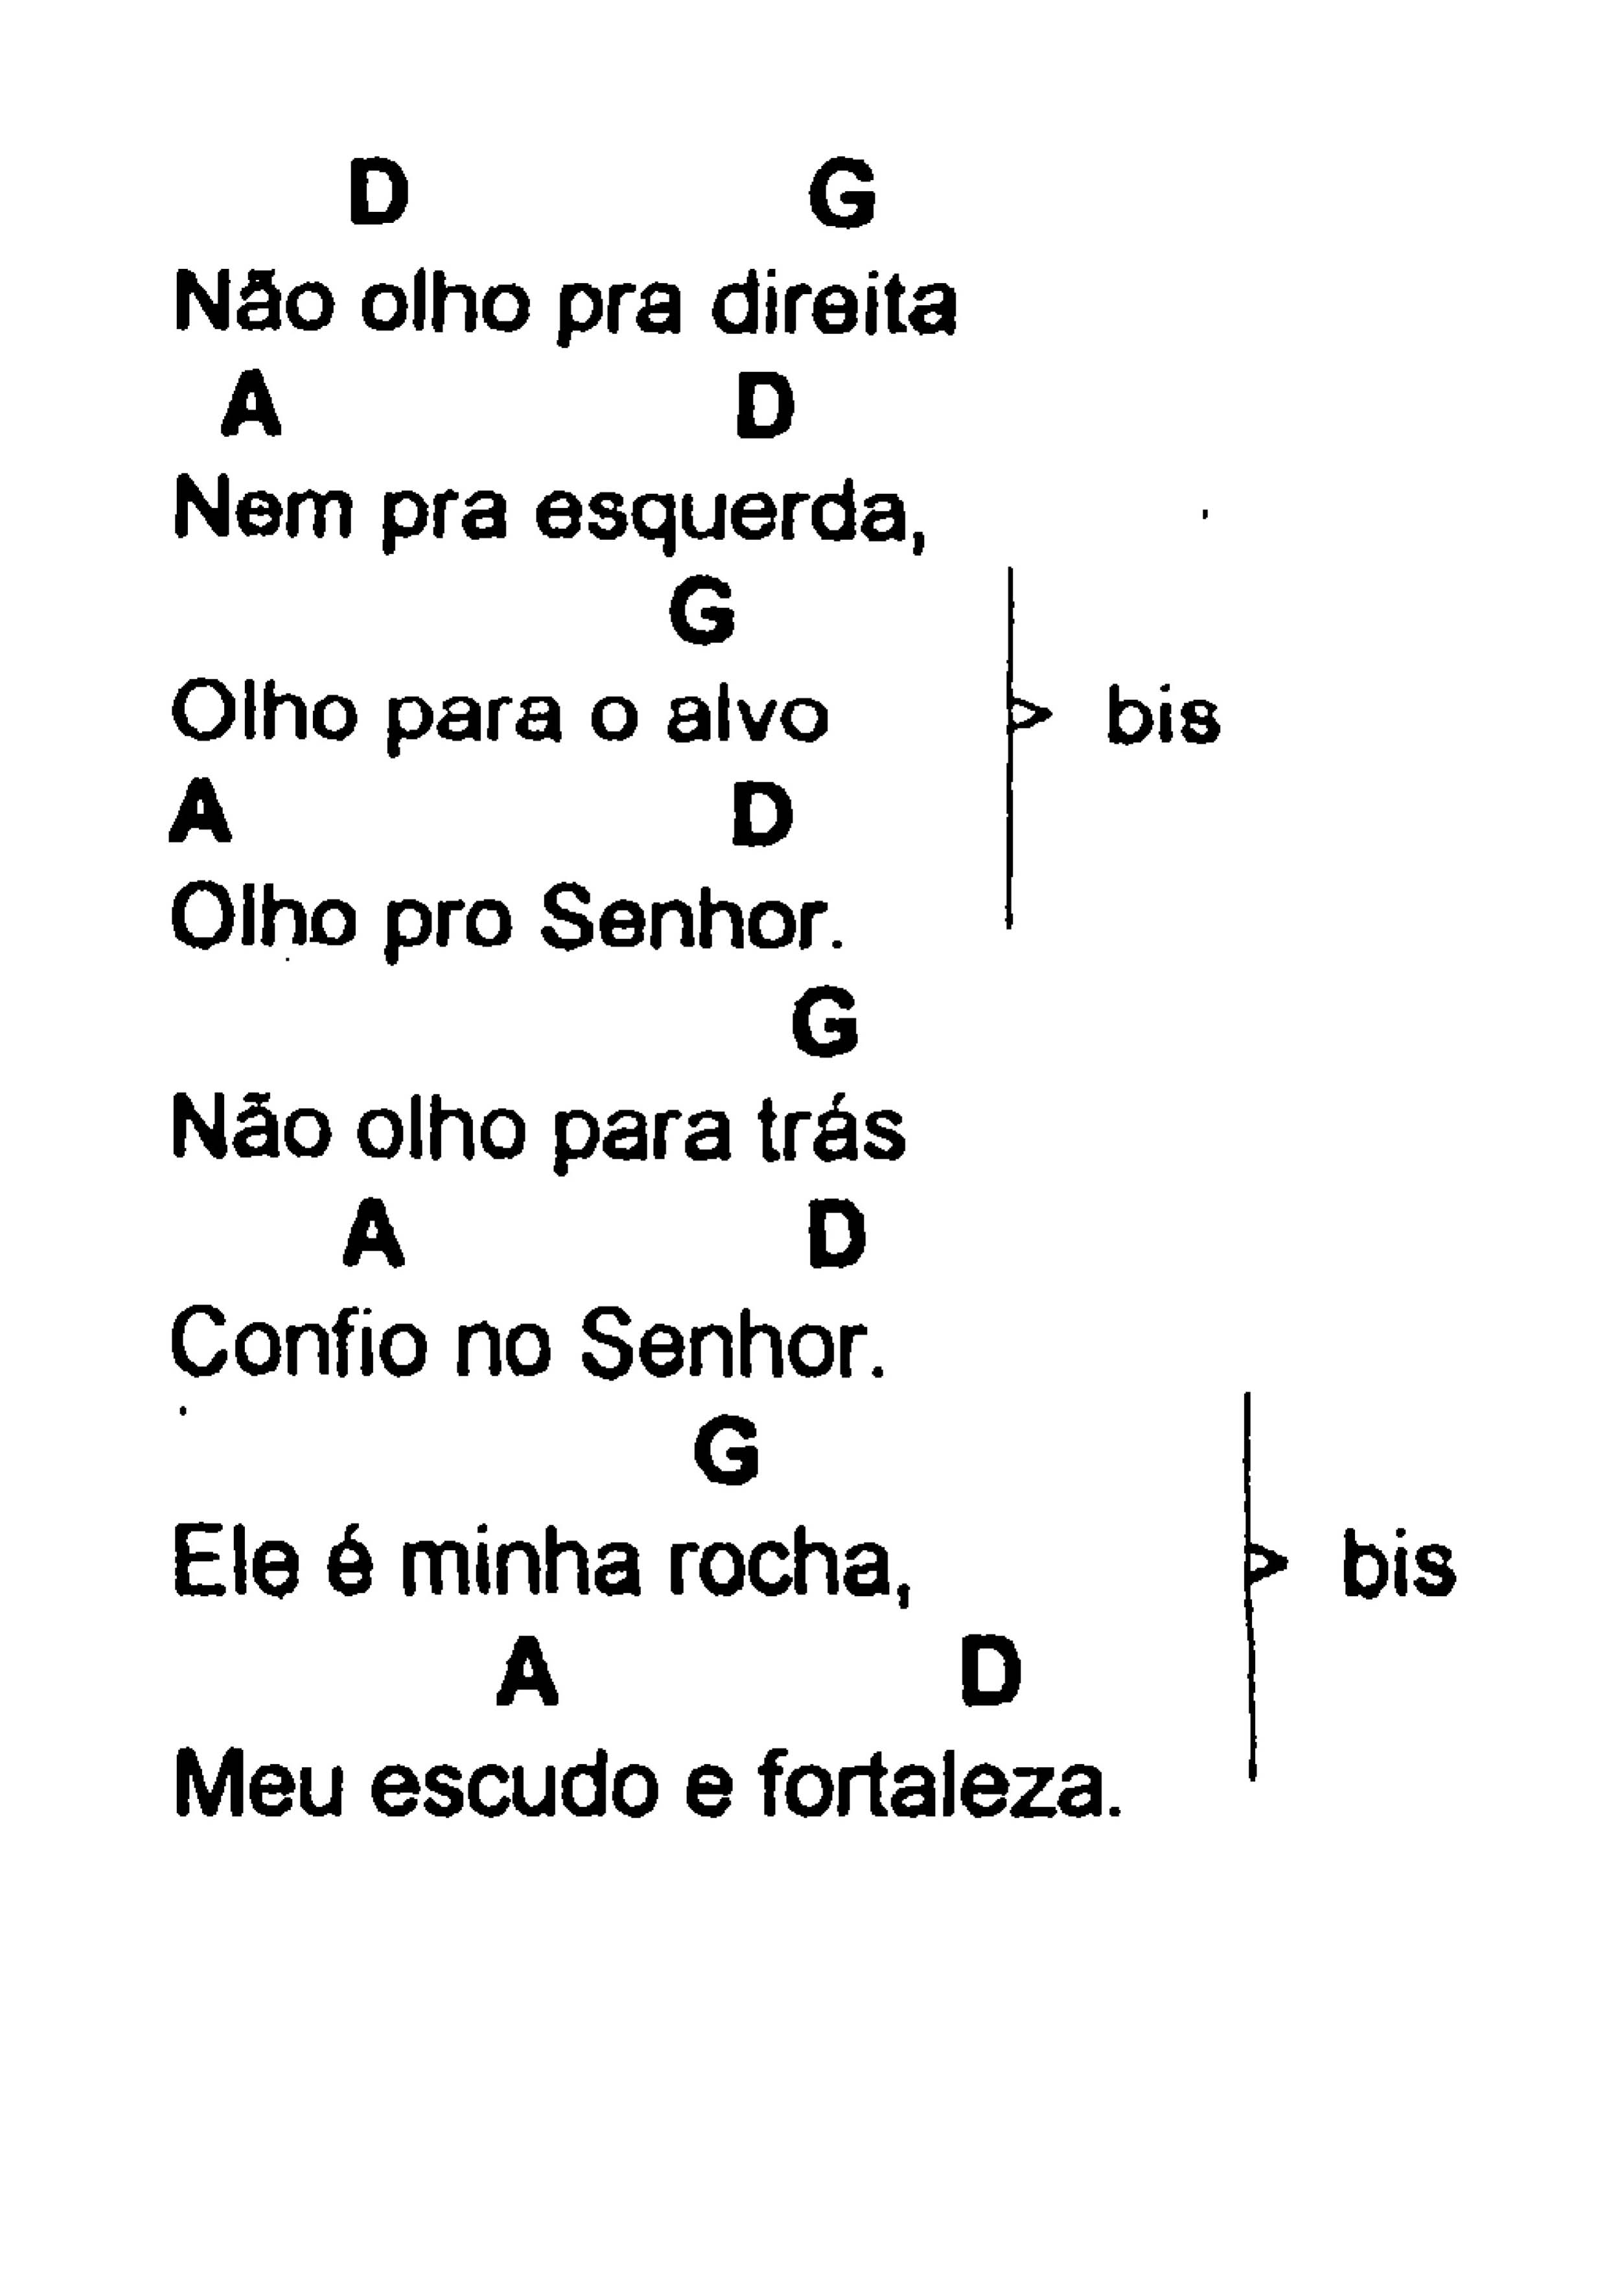 D G
Não olho pra direita
A D
Nem pra esquerda,
G
Olho para o alvo
bis
A D
Olho pro Senhor.
G
Não olho para trás
A D
Confio no Senhor.
G
Ele é minha rocha,
bis
A D
Meu escudo e fortaleza.